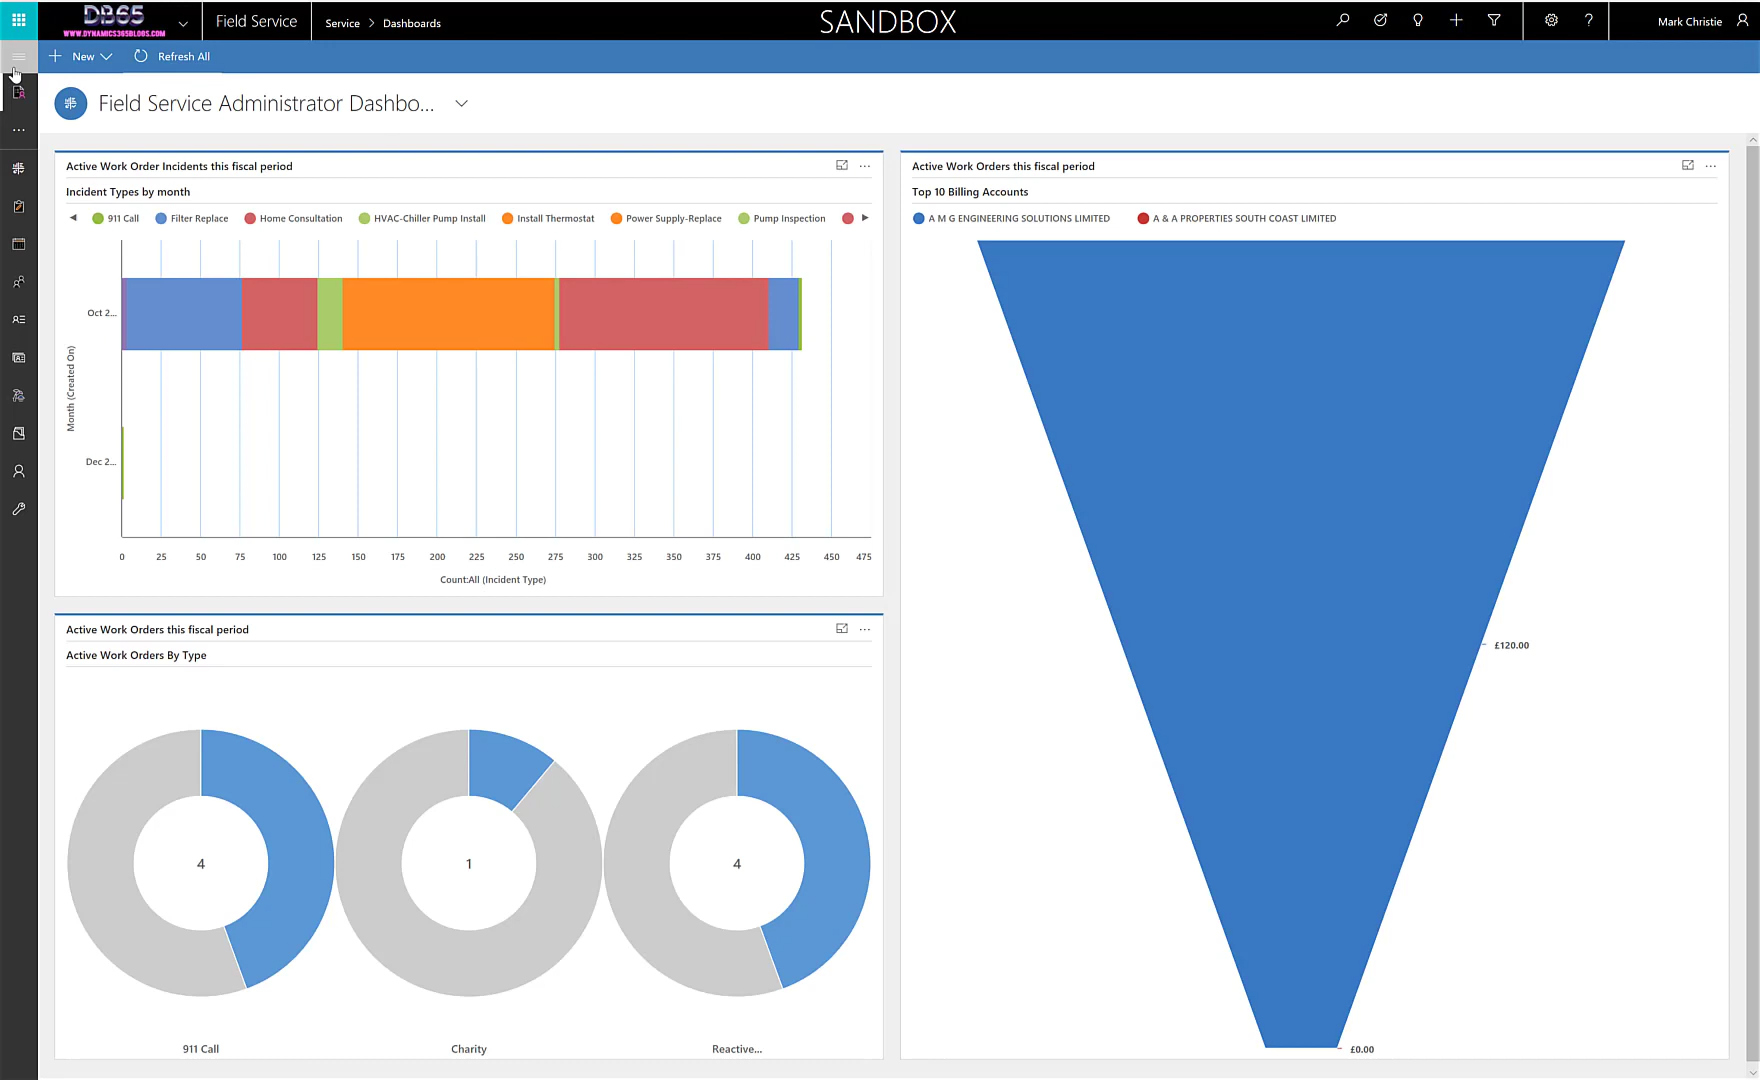 DB65
WWW.DYNAMICS365BLOGS.COM
Field Service
Service > Dashboards
SANDBOX
Mark Christie
New
Refresh All
Field Service Administrator Dashbo...
Active Work Order Incidents this fiscal period
Incident Types by month
911 Call
Filter Replace
Home Consultation
HVAC-Chiller Pump Install
Install Thermostat
Power Supply-Replace
Pump Inspection
Oct 2...
Dec 2...
Month (Created On)
0 25 50 75 100 125 150 175 200 225 250 275 300 325 350 375 400 425 450 475
Count:All (Incident Type)
Active Work Orders this fiscal period
Active Work Orders By Type
4
1
4
911 Call
Charity
Reactive...
Active Work Orders this fiscal period
Top 10 Billing Accounts
A M G ENGINEERING SOLUTIONS LIMITED
A & A PROPERTIES SOUTH COAST LIMITED
£120.00
£0.00